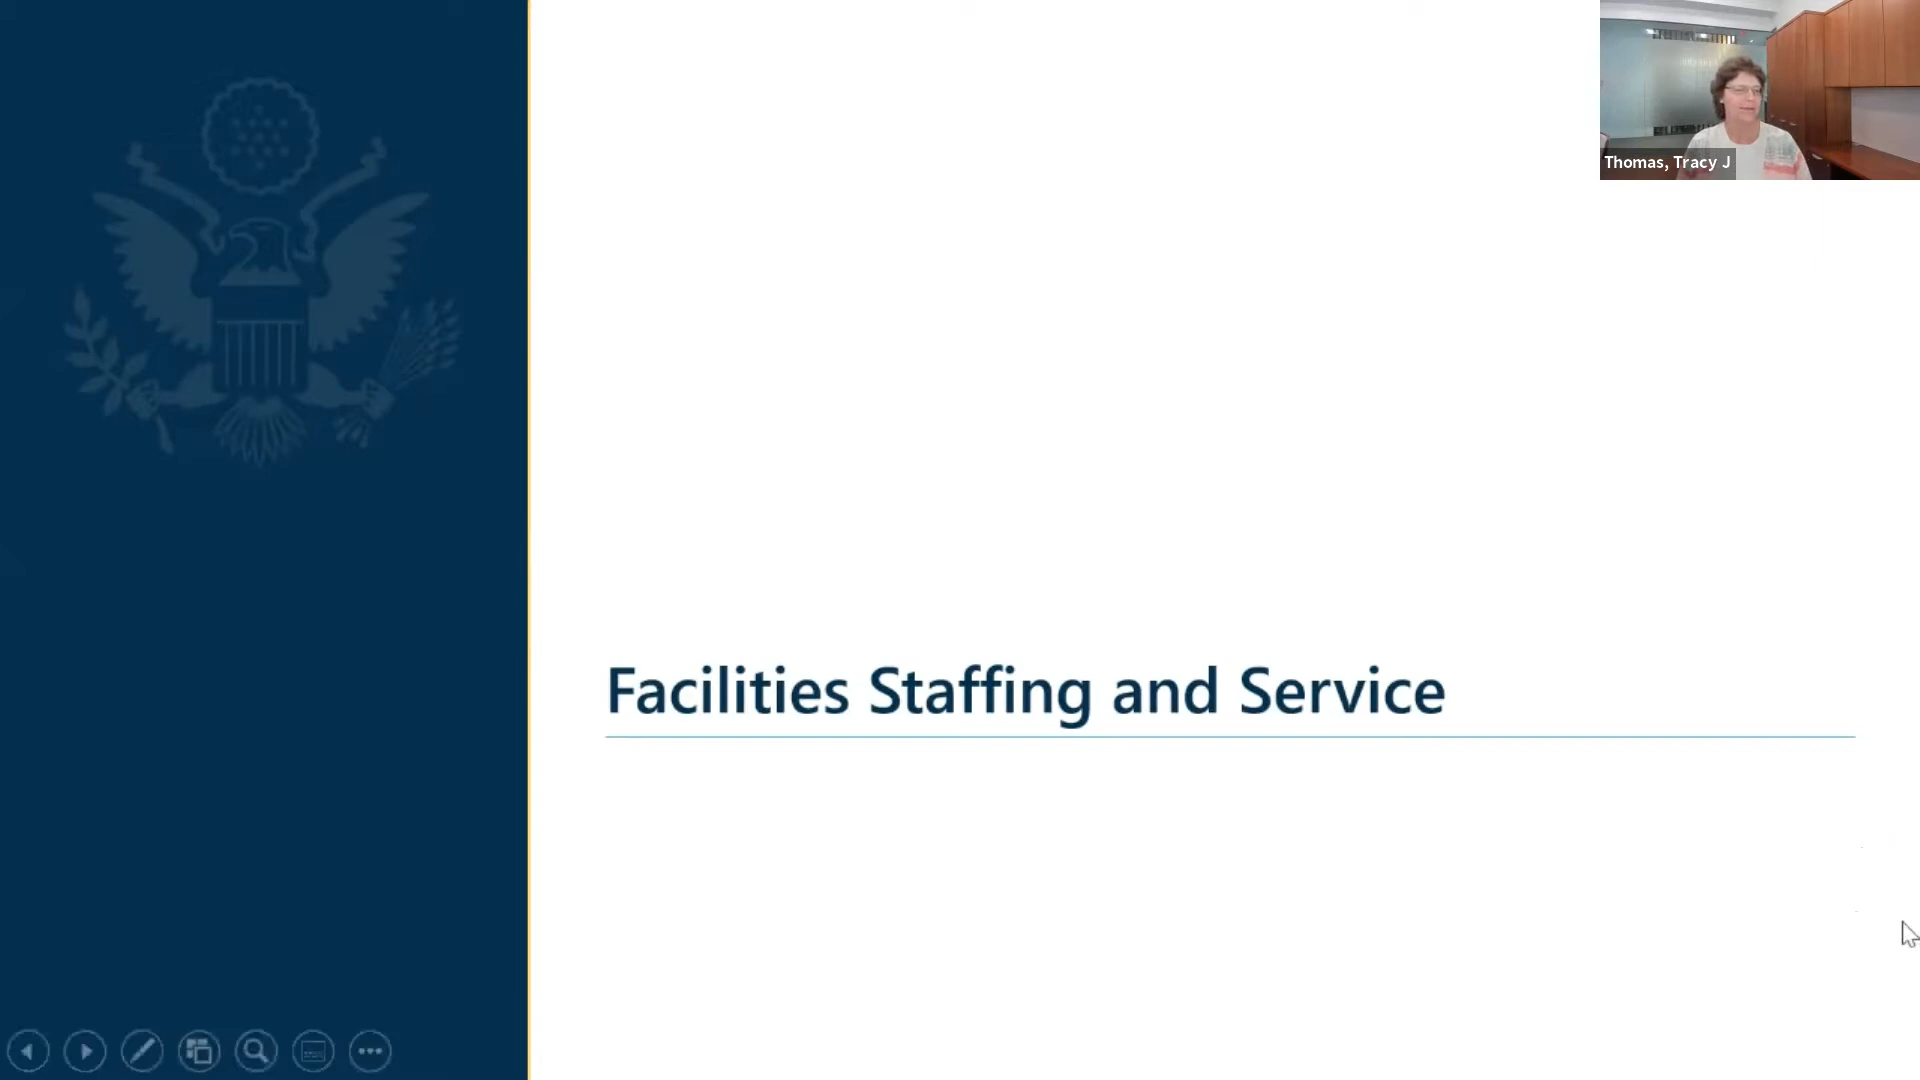 Thomas, Tracy J
Facilities Staffing and Service